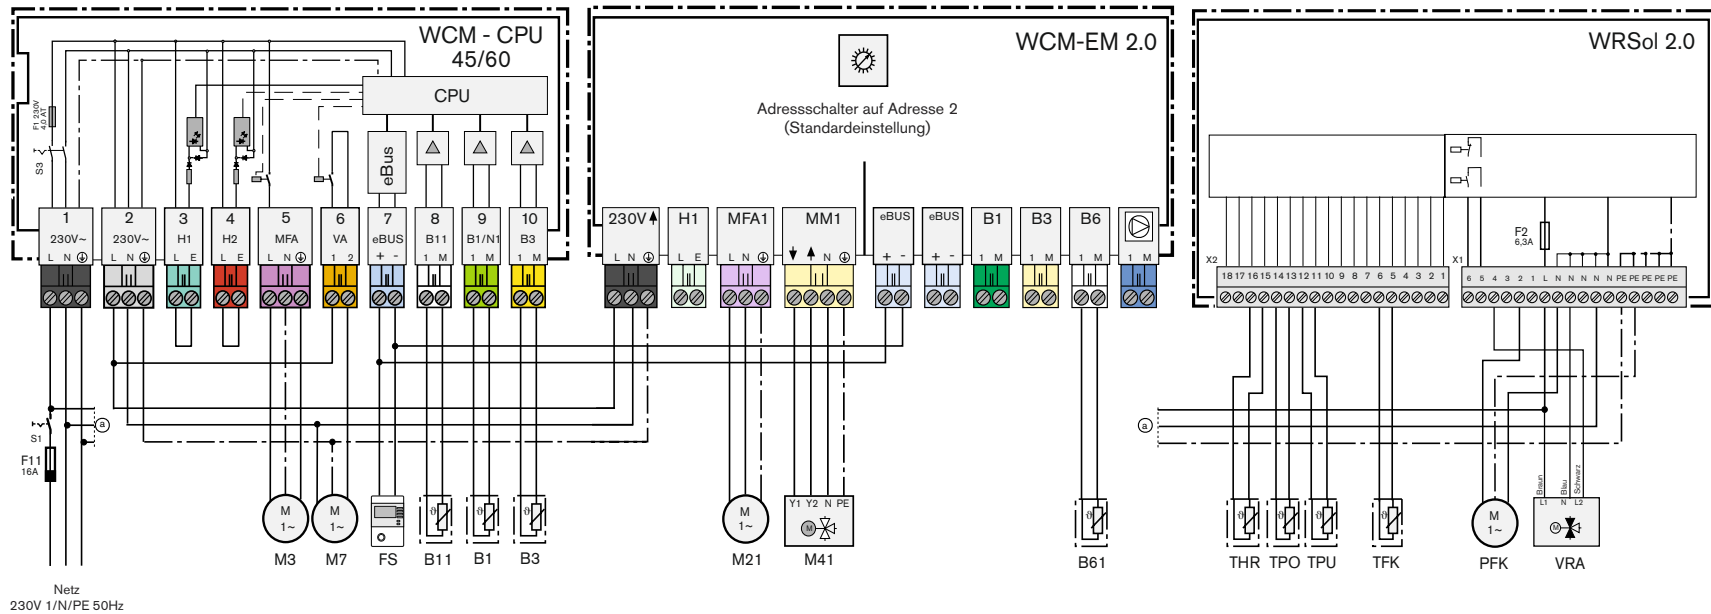 WCM - CPU
45/60
CPU
F1 230V
4,0 AT
S3
eBus
1 2 3 4 5 6 7 8 9 10
230V~ 230V~ H1 H2 MFA VA eBUS B11 B1/N1 B3
L N L N L E L E L N 1 2 + - 1 M 1 M 1 M
S1
F11
16A
a
M
1~
M
1~
M3 M7 FS B11 B1 B3
Netz
230V 1/N/PE 50Hz
WCM-EM 2.0
Adressschalter auf Adresse 2
(Standardeinstellung)
230V H1 MFA1 MM1 eBUS eBUS B1 B3 B6
L N L E L N N + - + - 1 M 1 M 1 M 1 M
M
1~
Y1 Y2 N PE
M
M21 M41 B61
WRSol 2.0
F2
6,3A
X2 X1
18 17 16 15 14 13 12 11 10 9 8 7 6 5 4 3 2 1
6 5 4 3 2 1 L N N N N N PE PE PE PE PE
a
Braun
Blau
Schwarz
L1 N L2
M
1~
M
ϑ ϑ ϑ ϑ ϑ ϑ ϑ ϑ
THR TPO TPU TFK PFK VRA